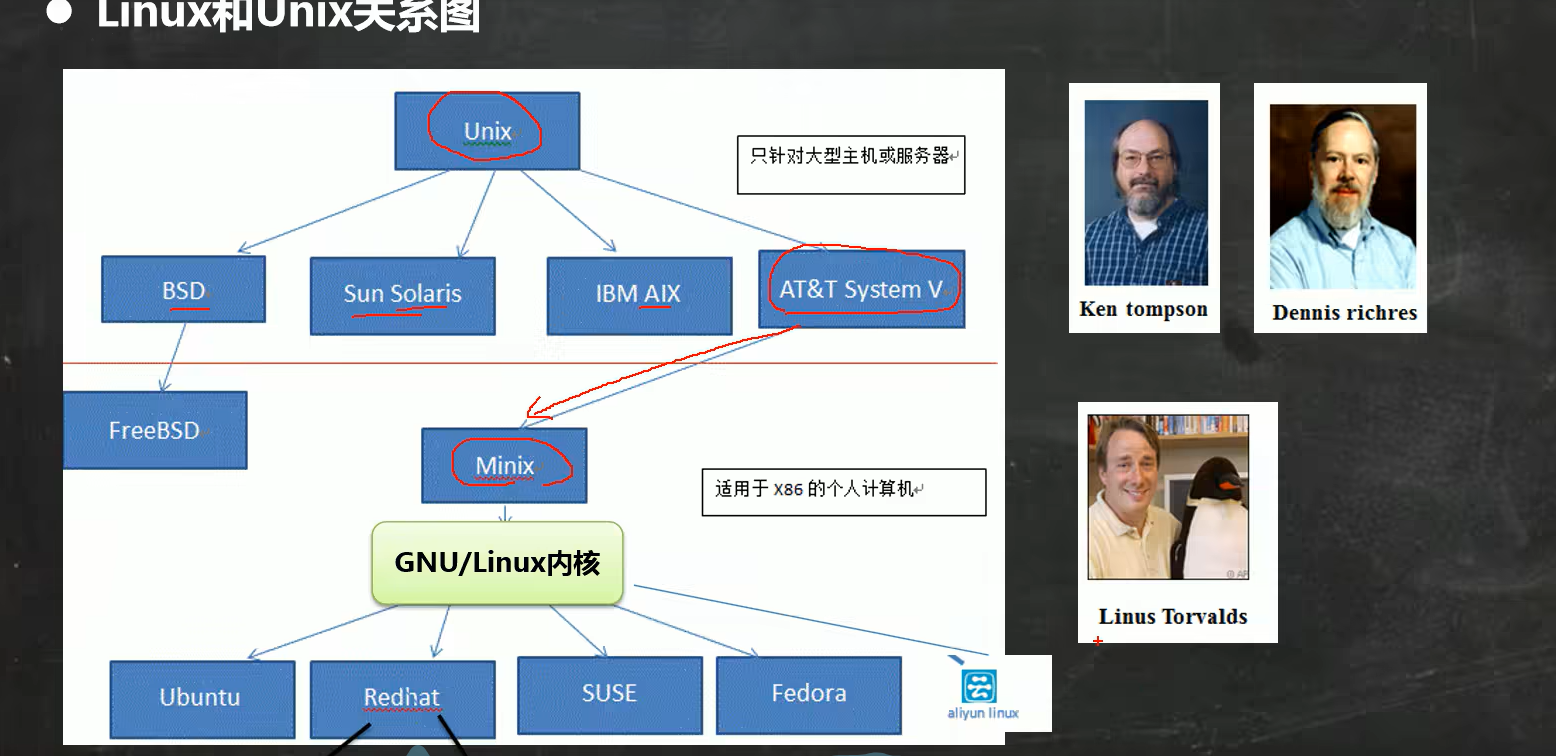 Linux和Unix关系图
Unix
只针对大型主机或服务器
BSD
Sun Solaris
IBM AIX
AT&T System V
FreeBSD
Minix
适用于 X86 的个人计算机
GNU/Linux内核
Ubuntu
Redhat
SUSE
Fedora
aliyun linux
Ken tompson
Dennis richres
Linus Torvalds